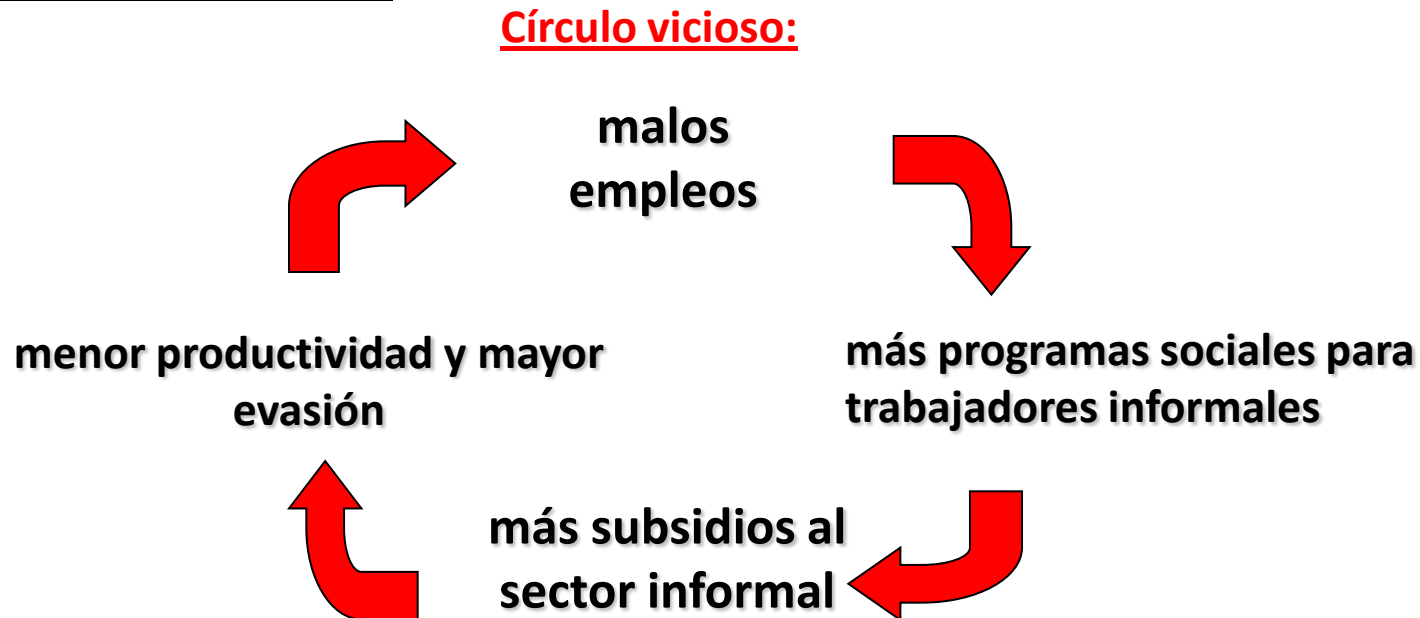 Círculo vicioso:
malos
empleos
más programas sociales para
trabajadores informales
más subsidios al
sector informal
menor productividad y mayor
evasión